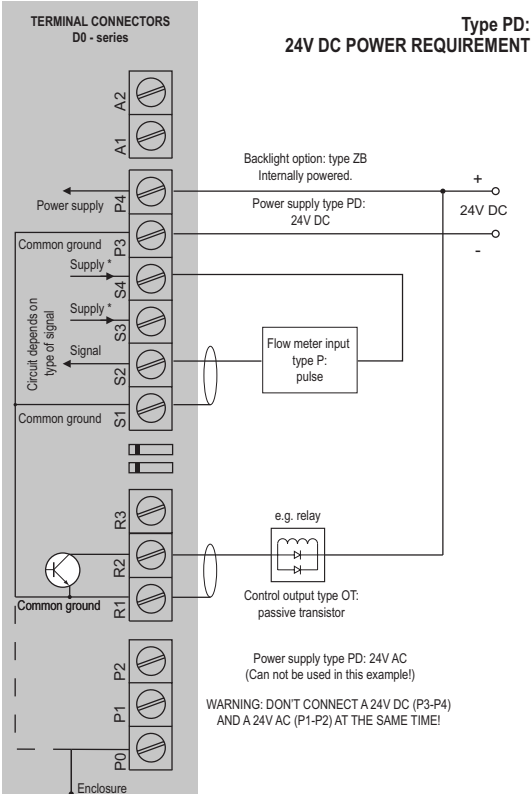 TERMINAL CONNECTORS
D0 - series
Type PD:
24V DC POWER REQUIREMENT
A2
A1
Backlight option: type ZB
Internally powered.
+
Power supply
P4
Power supply type PD:
24V DC
24V DC
Common ground
P3
-
Supply *
S4
Supply *
S3
Circuit depends on
type of signal
Signal
S2
Flow meter input
type P:
pulse
Common ground
S1
R3
e.g. relay
R2
Common ground
R1
Control output type OT:
passive transistor
P2
Power supply type PD: 24V AC
(Can not be used in this example!)
P1
WARNING: DON'T CONNECT A 24V DC (P3-P4)
AND A 24V AC (P1-P2) AT THE SAME TIME!
P0
Enclosure